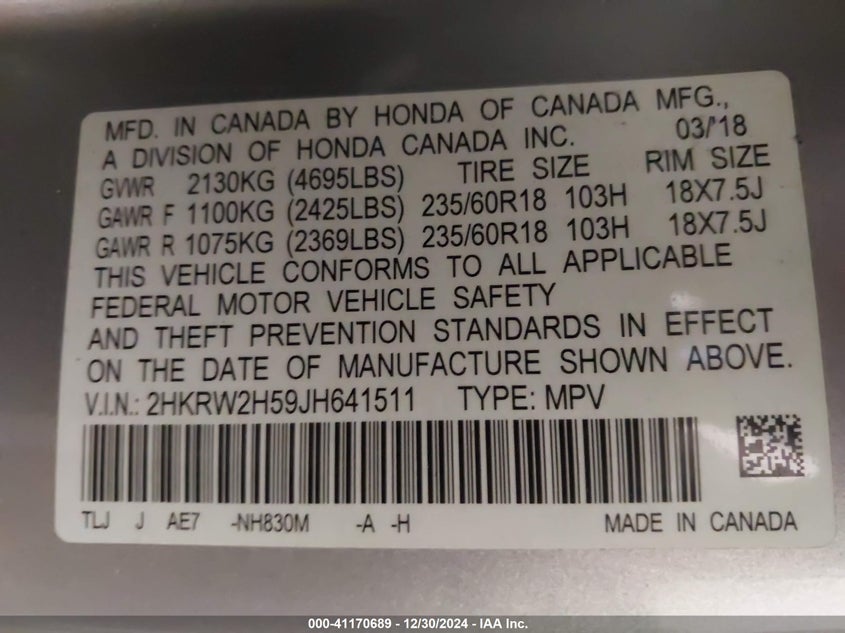 MFD. IN CANADA BY HONDA OF CANADA MFG.,
A DIVISION OF HONDA CANADA INC. 03/'18
GVWR 2130KG (4695LBS) TIRE SIZE RIM SIZE
GAWR F 1100KG (2425LBS) 235/60R18 103H 18X7.5J
GAWR R 1075KG (2369LBS) 235/60R18 103H 18X7.5J
THIS VEHICLE CONFORMS TO ALL APPLICABLE
FEDERAL MOTOR VEHICLE SAFETY
AND THEFT PREVENTION STANDARDS IN EFFECT
ON THE DATE OF MANUFACTURE SHOWN ABOVE.
V.I.N.: 2HKRW2H59JH641511 TYPE: MPV
TLJ J AE7 -NH830M -A -H MADE IN CANADA
000-41170689 - 12/30/2024 - IAA Inc.